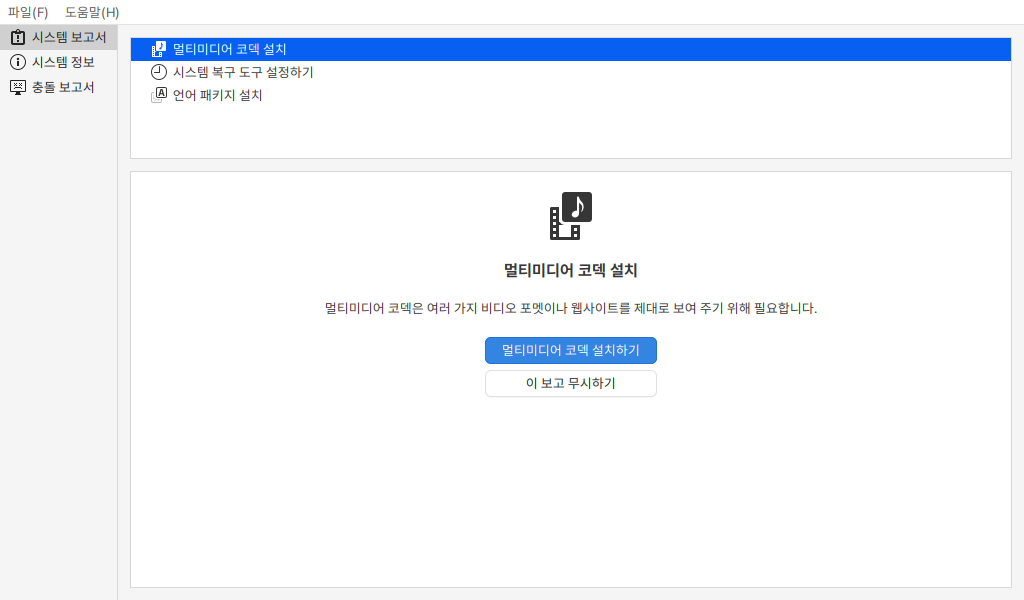 파일(F) 도움말(H)
시스템 보고서
시스템 정보
충돌 보고서
멀티미디어 코덱 설치
시스템 복구 도구 설정하기
언어 패키지 설치
멀티미디어 코덱 설치
멀티미디어 코덱은 여러 가지 비디오 포멧이나 웹사이트를 제대로 보여 주기 위해 필요합니다.
멀티미디어 코덱 설치하기
이 보고 무시하기